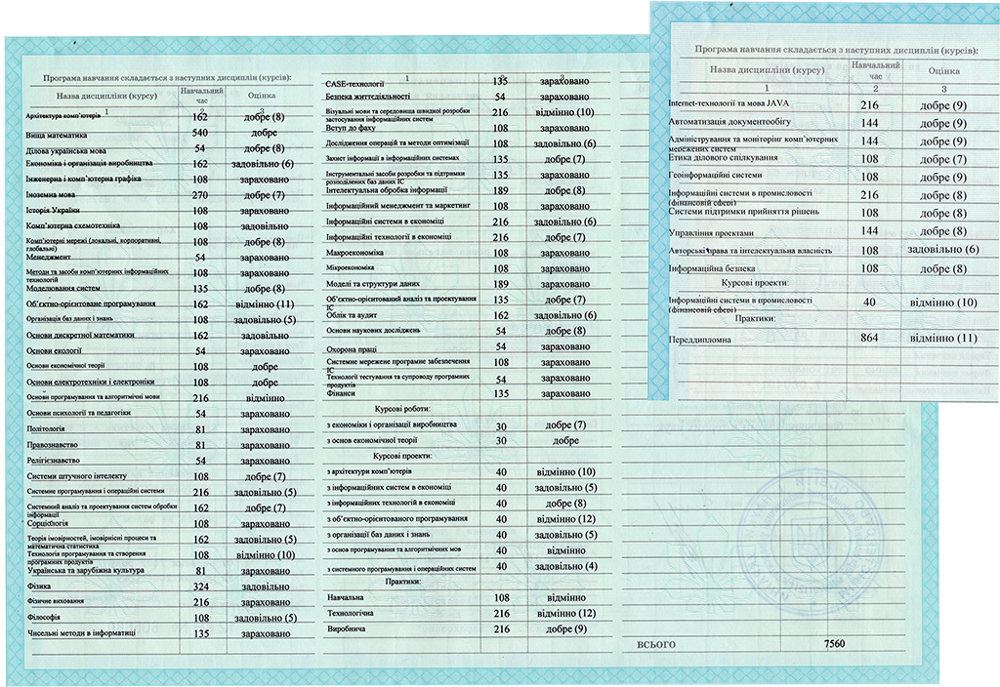 Програма навчання складається з наступних дисциплін (курсів):
Назва дисципліни (курсу) Навчальний час Оцінка
1 2 3
Архітектура комп'ютерів 162 добре (8)
Вища математика 540 добре
Ділова українська мова 54 добре (8)
Економіка і організація виробництва 162 задовільно (6)
Інженерна і комп'ютерна графіка 108 зараховано
Іноземна мова 270 добре (7)
Історія України 108 зараховано
Комп'ютерна схемотехніка 108 задовільно
Комп'ютерні мережі (локальні, корпоративні,
глобальні) 108 добре (8)
Менеджмент 54 зараховано
Методи та засоби комп'ютерних інформаційних
технологій 108 зараховано
Моделювання систем 135 добре (8)
Об'єктно-орієнтоване програмування 162 відмінно (11)
Організація баз даних і знань 108 задовільно (5)
Основи дискретної математики 162 задовільно
Основи екології 54 зараховано
Основи економічної теорії 108 добре
Основи електротехніки і електроніки 108 добре
Основи програмування та алгоритмічні мови 216 відмінно
Основи психології та педагогіки 54 зараховано
Політологія 81 зараховано
Правознавство 81 зараховано
Релігієзнавство 54 зараховано
Системи штучного інтелекту 108 добре (7)
Системне програмування і операційні системи 216 задовільно (5)
Системний аналіз та проектування систем обробки
інформації 162 добре (7)
Соціологія 108 зараховано
Теорія імовірностей, імовірнісні процеси та
математична статистика 162 задовільно (5)
Технологія програмування та створення
програмних продуктів 108 відмінно (10)
Українська та зарубіжна культура 81 зараховано
Фізика 324 задовільно
Фізичне виховання 216 зараховано
Філософія 108 задовільно (5)
Чисельні методи в інформатиці 135 зараховано
1 2 3
CASE-технології 135 зараховано
Безпека життєдіяльності 54 зараховано
Візуальні мови та середовища швидкої розробки
застосування інформаційних систем 216 відмінно (10)
Вступ до фаху 108 зараховано
Дослідження операцій та методи оптимізації 108 задовільно (6)
Захист інформації в інформаційних системах 135 добре (7)
Інструментальні засоби розробки та підтримки
розподілених баз даних ІС 135 зараховано
Інтелектуальна обробка інформації 189 добре (8)
Інформаційний менеджмент та маркетинг 108 зараховано
Інформаційні системи в економіці 216 задовільно (6)
Інформаційні технології в економіці 216 добре (7)
Макроекономіка 108 зараховано
Мікроекономіка 108 зараховано
Моделі та структури даних 189 зараховано
Об'єктно-орієнтований аналіз та проектування
ІС 135 добре (7)
Облік та аудит 162 задовільно (6)
Основи наукових досліджень 54 добре (8)
Охорона праці 54 зараховано
Системне мережене програмне забезпечення
ІС 108 зараховано
Технології тестування та супроводу програмних
продуктів 54 зараховано
Фінанси 135 зараховано
Курсові роботи:
з економіки і організації виробництва 30 добре (7)
з основ економічної теорії 30 добре
Курсові проекти:
з архітектури комп'ютерів 40 відмінно (10)
з інформаційних систем в економіці 40 задовільно (5)
з інформаційних технологій в економіці 40 добре (8)
з об'єктно-орієнтованого програмування 40 відмінно (12)
з організації баз даних і знань 40 задовільно (5)
з основ програмування та алгоритмічних мов 40 відмінно
з системного програмування і операційних систем 40 задовільно (4)
Практики:
Навчальна 108 відмінно
Технологічна 216 відмінно (12)
Виробнича 216 добре (9)
Програма навчання складається з наступних дисциплін (курсів):
Назва дисципліни (курсу) Навчальний час Оцінка
1 2 3
Internet-технології та мова JAVA 216 добре (9)
Автоматизація документообігу 144 добре (9)
Адміністрування та моніторінг комп'ютерних
мережених систем 144 добре (9)
Етика ділового спілкування 108 добре (7)
Геоінформаційні системи 108 добре (9)
Інформаційні системи в промисловості
(фінансовій сфері) 216 добре (8)
Системи підтримки прийняття рішень 108 добре (8)
Управління проектами 144 добре (8)
Авторські права та інтелектуальна власність 108 задовільно (6)
Інформаційна безпека 108 добре (8)
Курсові проекти:
Інформаційні системи в промисловості
(фінансовій сфері) 40 відмінно (10)
Практики:
Переддипломна 864 відмінно (11)
ВСЬОГО 7560